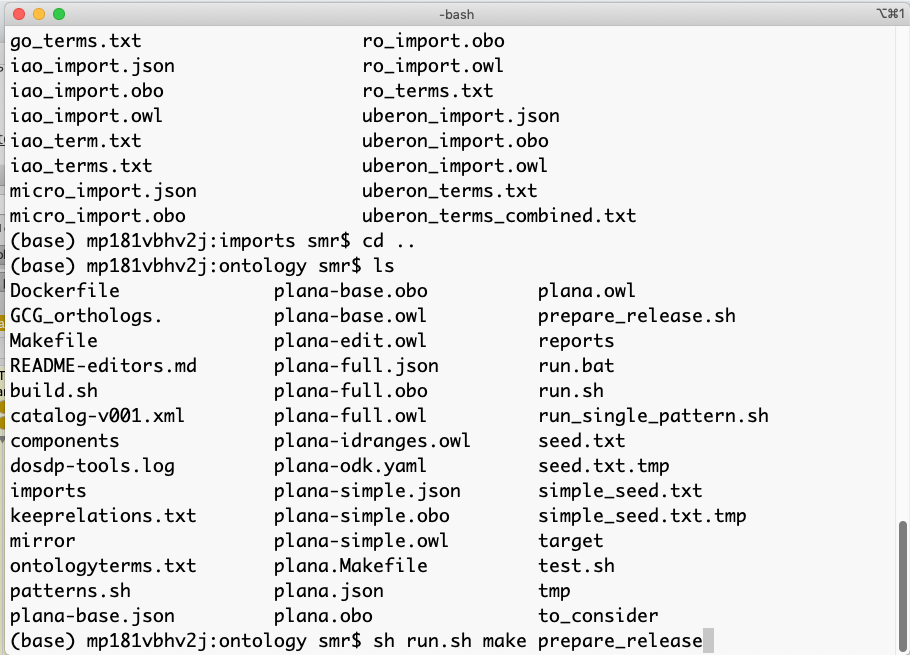 -bash
⌥⌘1
go_terms.txt ro_import.obo
iao_import.json ro_import.owl
iao_import.obo ro_terms.txt
iao_import.owl uberon_import.json
iao_term.txt uberon_import.obo
iao_terms.txt uberon_import.owl
micro_import.json uberon_terms.txt
micro_import.obo uberon_terms_combined.txt
(base) mp181vbhv2j:imports smr$ cd ..
(base) mp181vbhv2j:ontology smr$ ls
Dockerfile plana-base.obo plana.owl
GCG_orthologs. plana-base.owl prepare_release.sh
Makefile plana-edit.owl reports
README-editors.md plana-full.json run.bat
build.sh plana-full.obo run.sh
catalog-v001.xml plana-full.owl run_single_pattern.sh
components plana-idranges.owl seed.txt
dosdp-tools.log plana-odk.yaml seed.txt.tmp
imports plana-simple.json simple_seed.txt
keeprelations.txt plana-simple.obo simple_seed.txt.tmp
mirror plana-simple.owl target
ontologyterms.txt plana.Makefile test.sh
patterns.sh plana.json tmp
plana-base.json plana.obo to_consider
(base) mp181vbhv2j:ontology smr$ sh run.sh make prepare_release